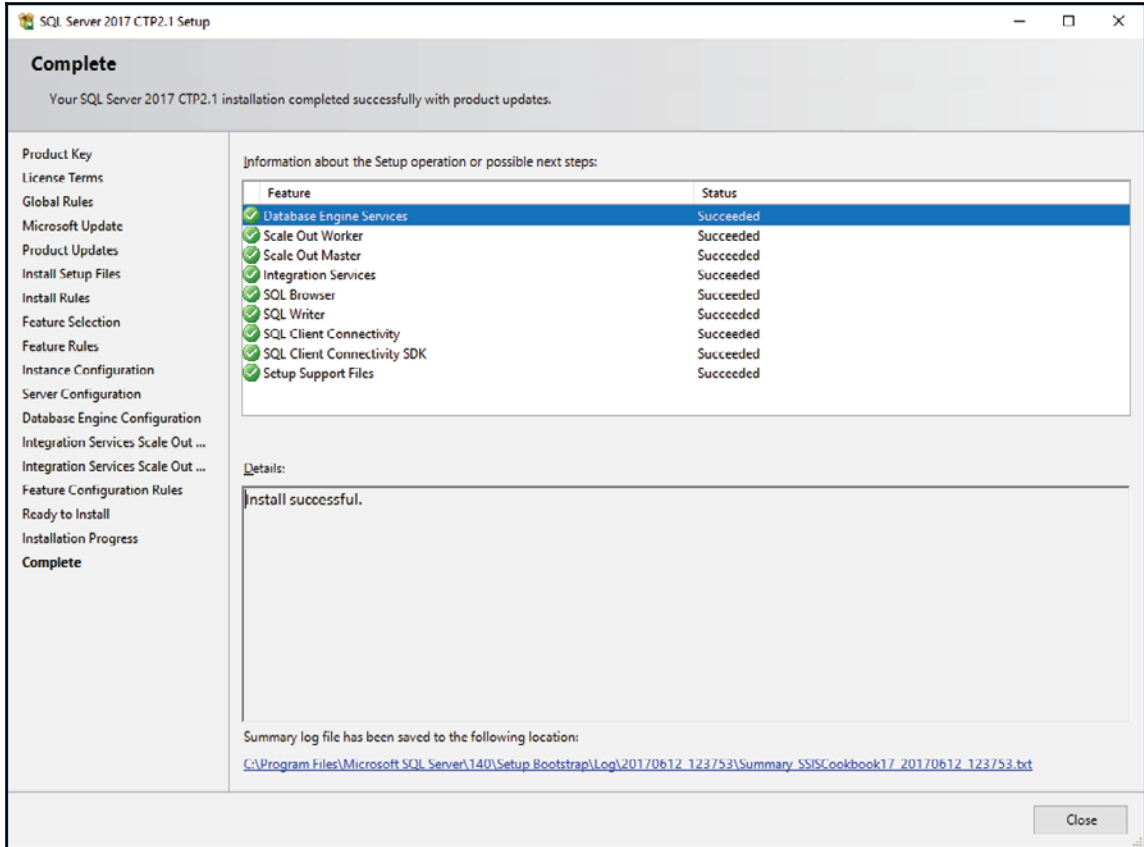 SQL Server 2017 CTP2.1 Setup
Complete
Your SQL Server 2017 CTP2.1 installation completed successfully with product updates.
Product Key
License Terms
Global Rules
Microsoft Update
Product Updates
Install Setup Files
Install Rules
Feature Selection
Feature Rules
Instance Configuration
Server Configuration
Database Engine Configuration
Integration Services Scale Out ...
Integration Services Scale Out ...
Feature Configuration Rules
Ready to Install
Installation Progress
Complete
Information about the Setup operation or possible next steps:
Feature Status
Database Engine Services Succeeded
Scale Out Worker Succeeded
Scale Out Master Succeeded
Integration Services Succeeded
SQL Browser Succeeded
SQL Writer Succeeded
SQL Client Connectivity Succeeded
SQL Client Connectivity SDK Succeeded
Setup Support Files Succeeded
Details:
Install successful.
Summary log file has been saved to the following location:
C:\Program Files\Microsoft SQL Server\140\Setup Bootstrap\Log\20170612_123753\Summary_SSISCookbook17_20170612_123753.txt
Close